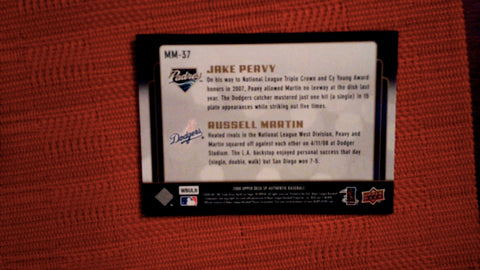 MM-37
JAKE PEAVY
Padres
On his way to National League Triple Crown and Cy Young Award
honors in 2007, Peavy allowed Martin no leeway at the dish last
year. The Dodgers catcher mustered just one hit (a single) in 15
plate appearances while striking out five times.
RUSSELL MARTIN
Dodgers
Heated rivals in the National League West Division, Peavy and
Martin squared off against each other on 4/11/08 at Dodger
Stadium. The L.A. backstop enjoyed personal success that day
(single, double, walk) but San Diego won 7-5.
2008 UPPER DECK SP AUTHENTIC BASEBALL